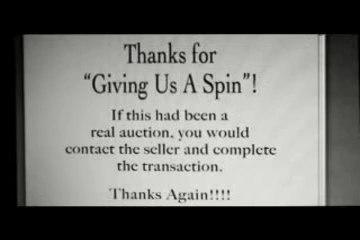 Thanks for
“Giving Us A Spin”!
If this had been a
real auction, you would
contact the seller and complete
the transaction.
Thanks Again!!!!